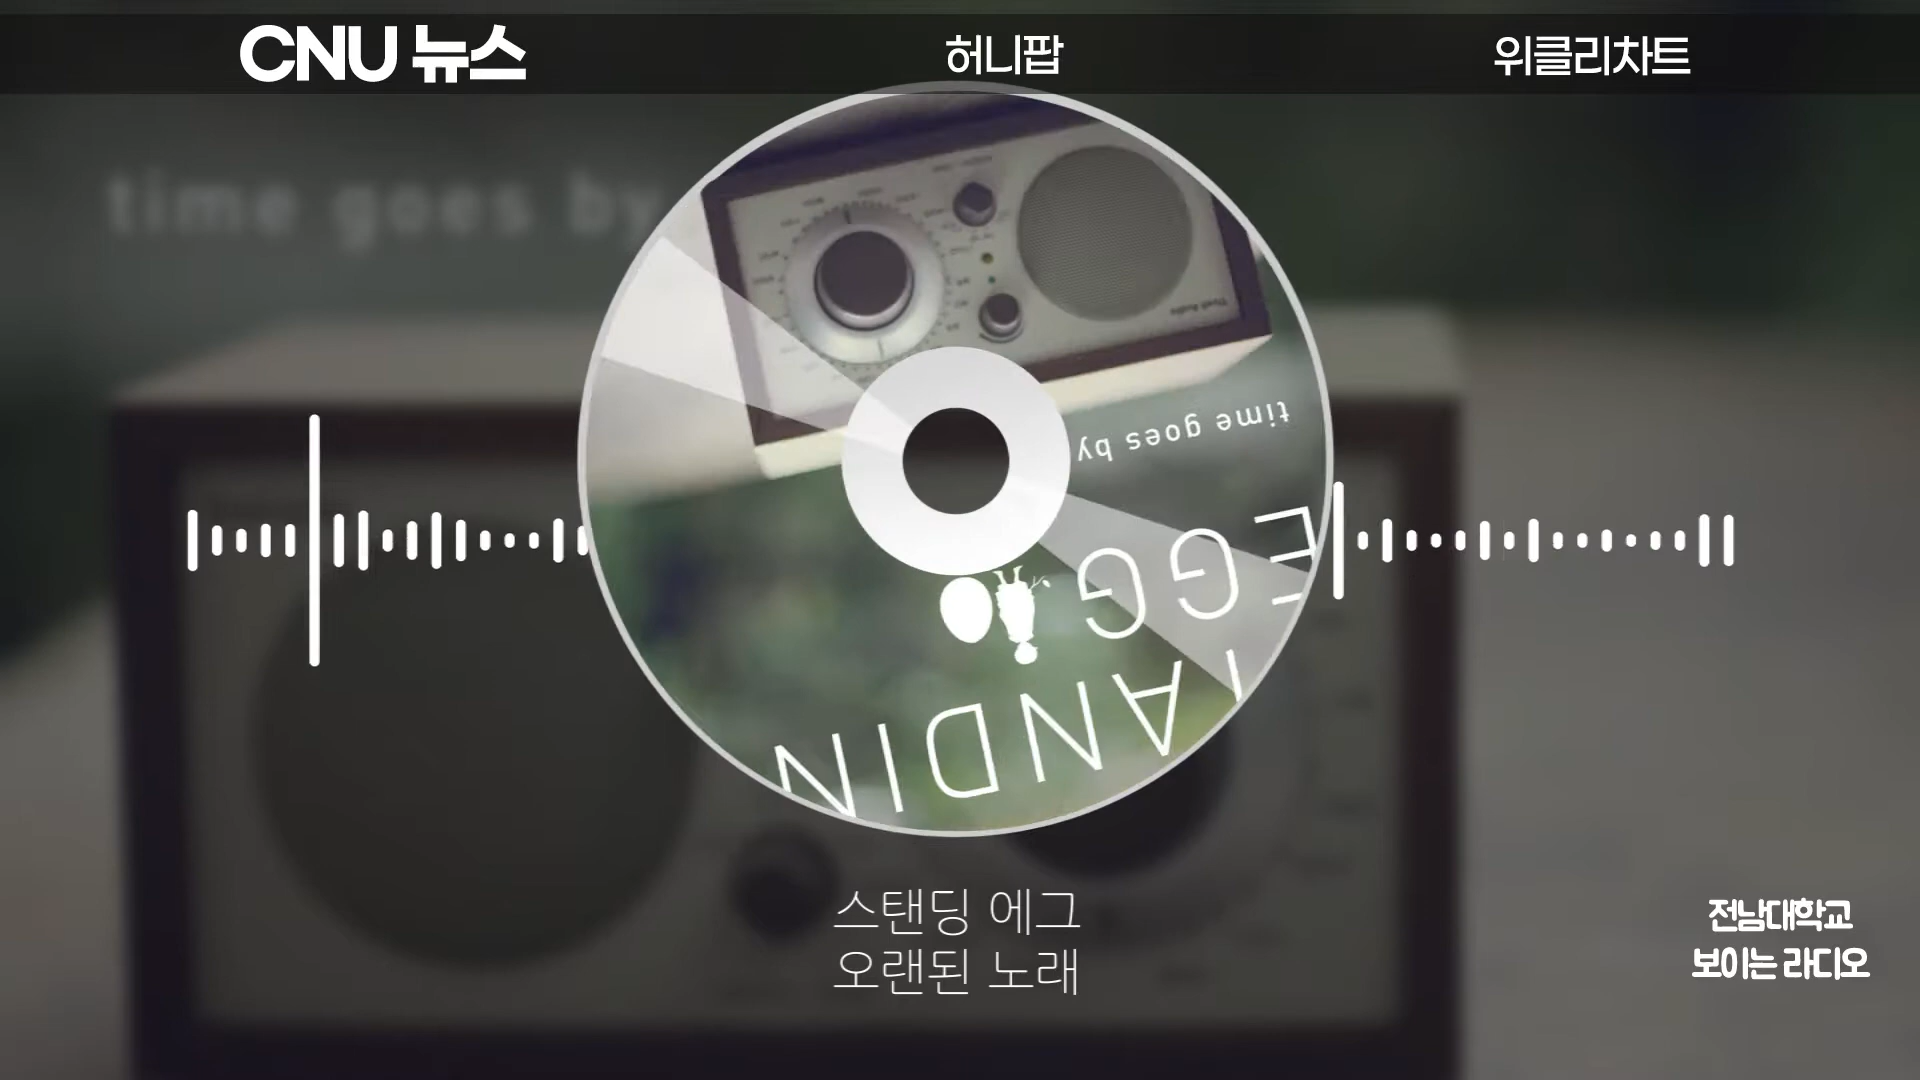 CNU 뉴스
허니팝
위클리차트
time goes by
time goes by
EGG
TANDIN
스탠딩 에그
오랜된 노래
전남대학교
보이는 라디오